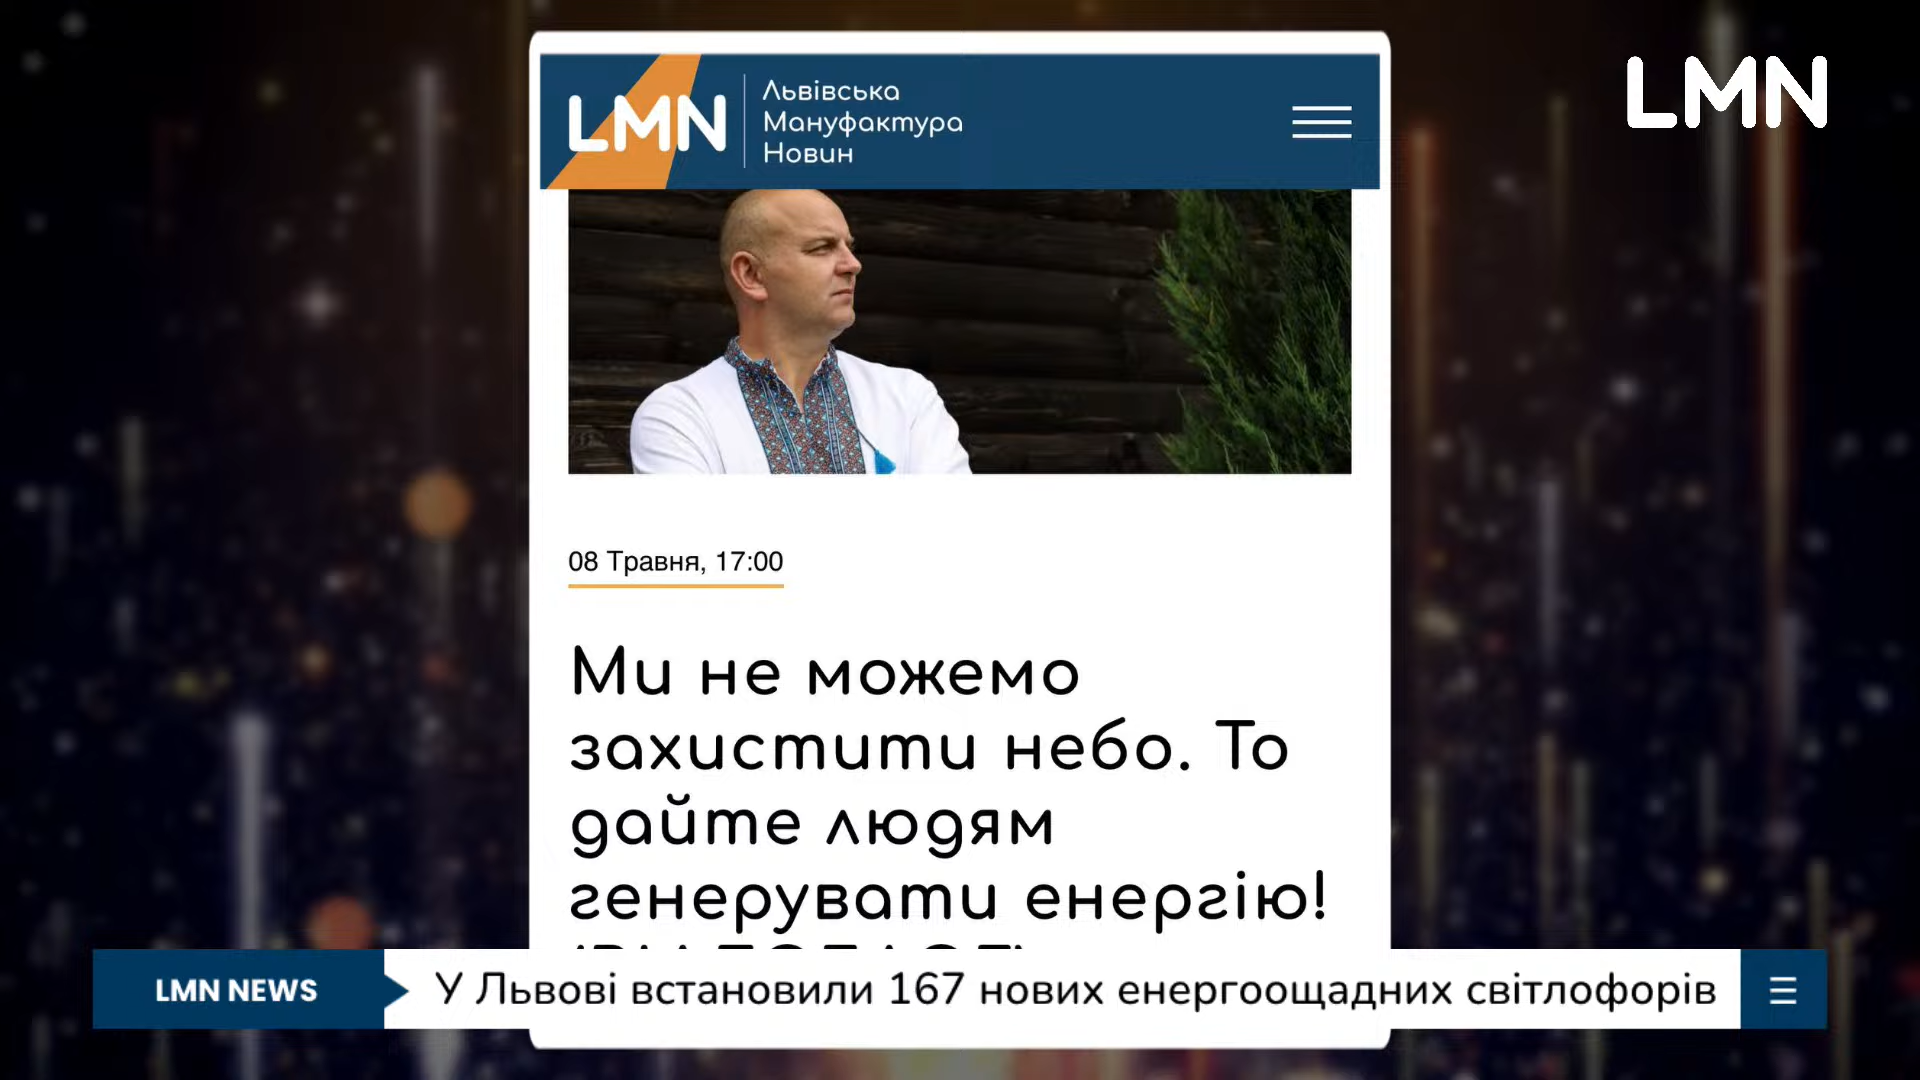 LMN
Львівська
Мануфактура
Новин
LMN
08 Травня, 17:00
Ми не можемо
захистити небо. То
дайте людям
генерувати енергію!
LMN NEWS
У Львові встановили 167 нових енергоощадних світлофорів